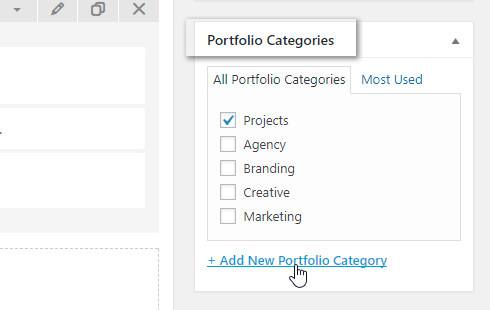 Portfolio Categories
All Portfolio Categories Most Used
Projects
Agency
Branding
Creative
Marketing
+ Add New Portfolio Category